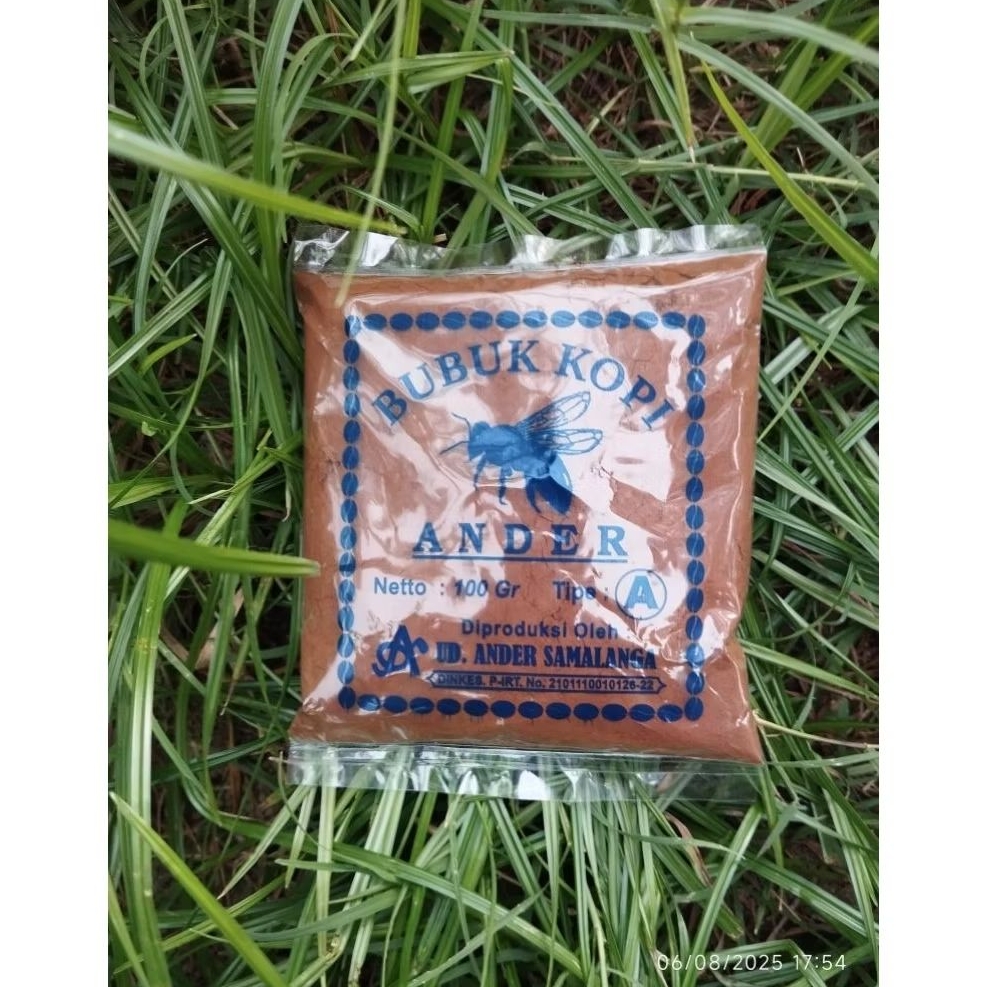 BUBUK KOPI
ANDER
Netto : 100 Gr Tipe : A
Diproduksi Oleh
UD. ANDER SAMALANGA
DINKES. P-IRT. No. 2101110010126-22
06/08/2025 17:54